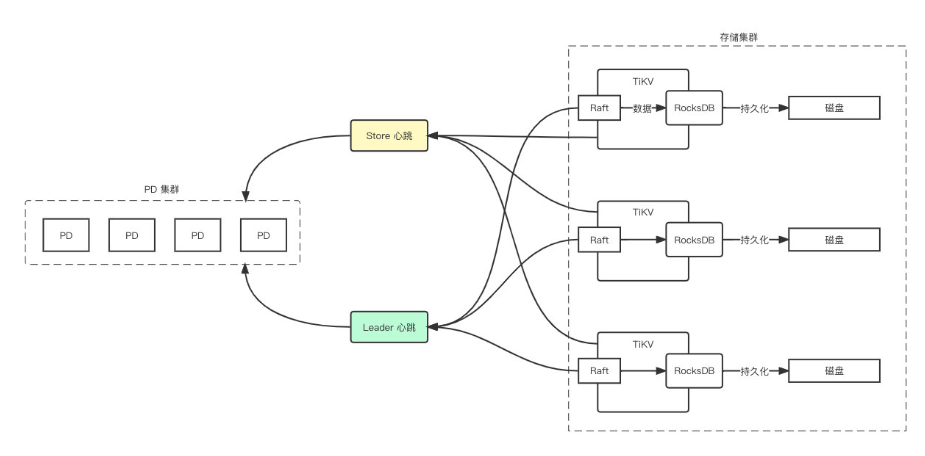 存储集群
TiKV
Raft
数据
RocksDB
持久化
磁盘
Store 心跳
PD 集群
PD
PD
PD
PD
TiKV
Raft
RocksDB
持久化
磁盘
Leader 心跳
TiKV
Raft
RocksDB
持久化
磁盘